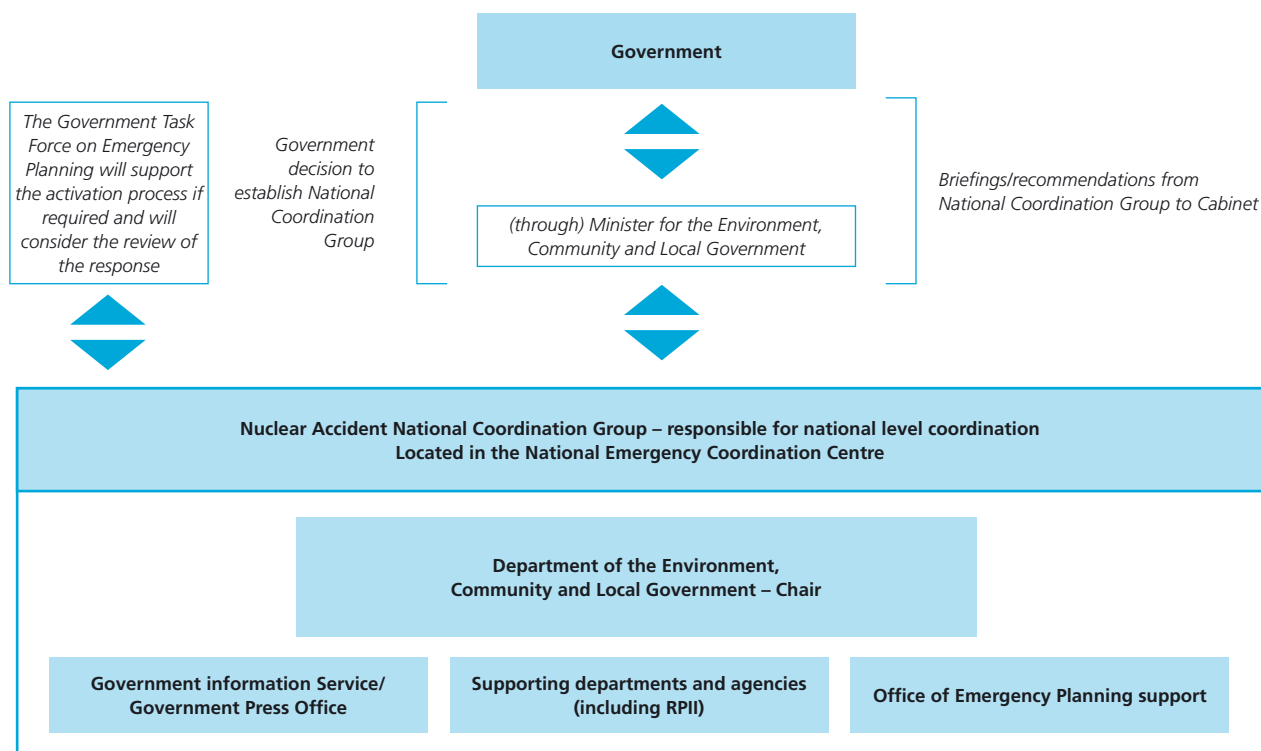 Government
The Government Task
Force on Emergency
Planning will support
the activation process if
required and will
consider the review of
the response
Government
decision to
establish National
Coordination
Group
(through) Minister for the Environment,
Community and Local Government
Briefings/recommendations from
National Coordination Group to Cabinet
Nuclear Accident National Coordination Group – responsible for national level coordination
Located in the National Emergency Coordination Centre
Department of the Environment,
Community and Local Government – Chair
Government information Service/
Government Press Office
Supporting departments and agencies
(including RPII)
Office of Emergency Planning support